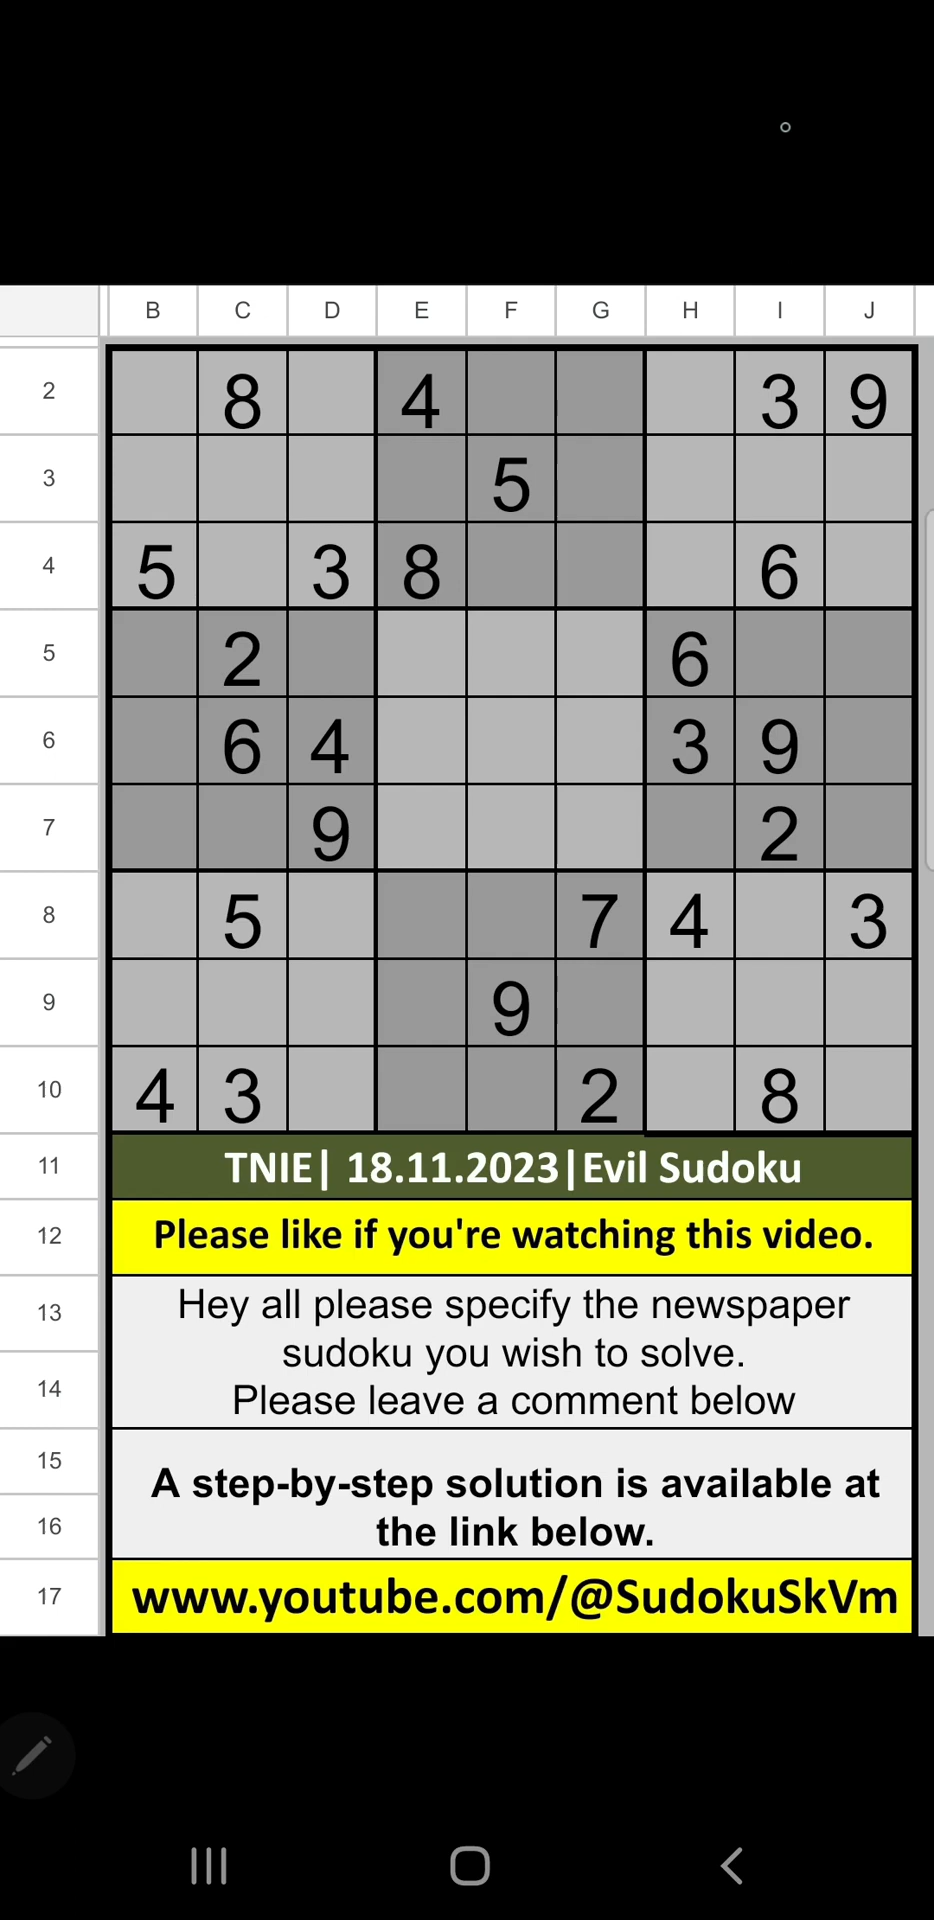 B C D E F G H I J
2 8 4 3 9
3 5
4 5 3 8 6
5 2 6
6 6 4 3 9
7 9 2
8 5 7 4 3
9 9
10 4 3 2 8
11 TNIE| 18.11.2023|Evil Sudoku
12 Please like if you're watching this video.
13 Hey all please specify the newspaper
sudoku you wish to solve.
14 Please leave a comment below
15 A step-by-step solution is available at
16 the link below.
17 www.youtube.com/@SudokuSkVm